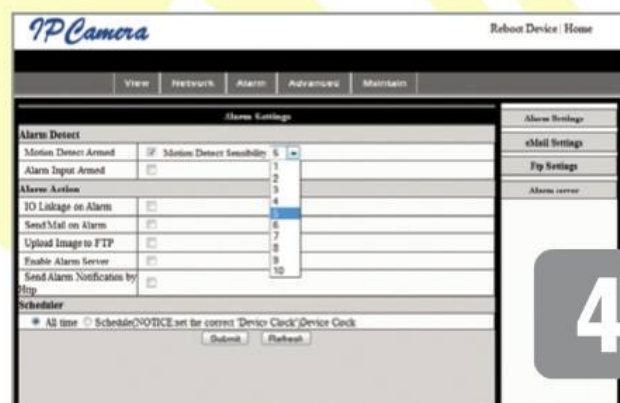 IPCamera
Reboot Device | Home
View Network Alarm Advanced Maintain
Alarm Settings
Alarm Detect
Motion Detect Armed Motion Detect Sensibility 5
Alarm Input Armed
1
2
3
4
5
6
7
8
9
10
Alarm Action
IO Linkage on Alarm
Send Mail on Alarm
Upload Image to FTP
Enable Alarm Server
Send Alarm Notification by
Http
Scheduler
All time Schedule(NOTICE:set the correct 'Device Clock')Device Clock
Submit Refresh
Alarm Settings
eMail Settings
Ftp Settings
Alarm server
4